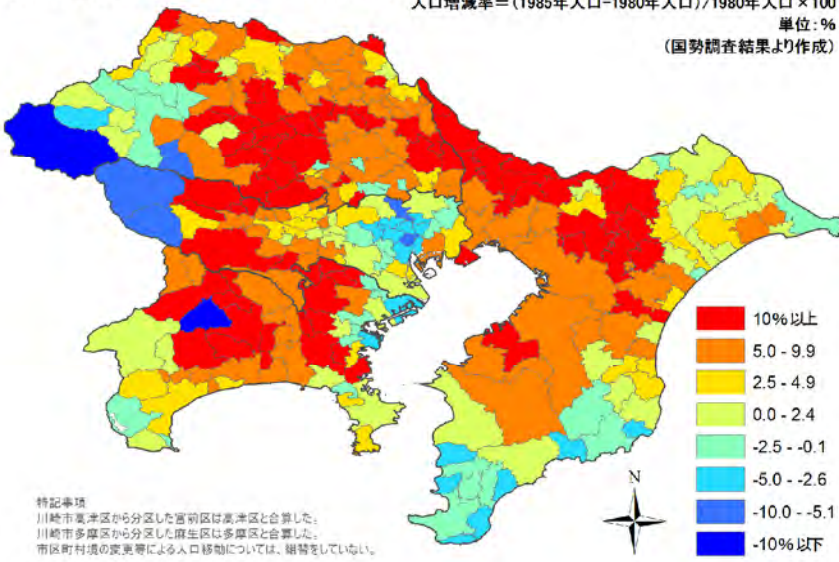 人口増減率=(1985年人口-1980年人口)/1980年人口×100
単位:%
(国勢調査結果より作成)
10%以上
5.0 - 9.9
2.5 - 4.9
0.0 - 2.4
-2.5 - -0.1
-5.0 - -2.6
-10.0 - -5.1
-10%以下
N
特記事項
川崎市高津区から分区した宮前区は高津区と合算した。
川崎市多摩区から分区した麻生区は多摩区と合算した。
市区町村境の変更等による人口移動については、組替をしていない。